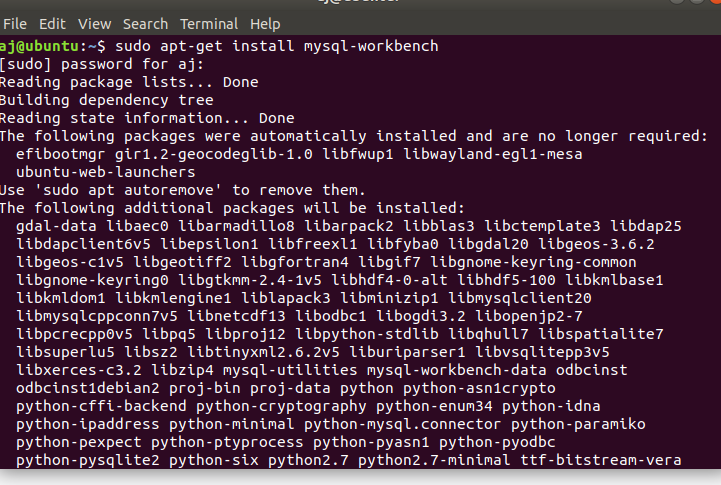 File Edit View Search Terminal Help
aj@ubuntu:~$ sudo apt-get install mysql-workbench
[sudo] password for aj:
Reading package lists... Done
Building dependency tree
Reading state information... Done
The following packages were automatically installed and are no longer required:
efibootmgr gir1.2-geocodeglib-1.0 libfwup1 libwayland-egl1-mesa
ubuntu-web-launchers
Use 'sudo apt autoremove' to remove them.
The following additional packages will be installed:
gdal-data libaec0 libarmadillo8 libarpack2 libblas3 libctemplate3 libdap25
libdapclient6v5 libepsilon1 libfreexl1 libfyba0 libgdal20 libgeos-3.6.2
libgeos-c1v5 libgeotiff2 libgfortran4 libgif7 libgnome-keyring-common
libgnome-keyring0 libgtkmm-2.4-1v5 libhdf4-0-alt libhdf5-100 libkmlbase1
libkmldom1 libkmlengine1 liblapack3 libminizip1 libmysqlclient20
libmysqlcppconn7v5 libnetcdf13 libodbc1 libogdi3.2 libopenjp2-7
libpcrecpp0v5 libpq5 libproj12 libpython-stdlib libqhull7 libspatialite7
libsuperlu5 libsz2 libtinyxml2.6.2v5 liburiparser1 libvsqlitepp3v5
libxerces-c3.2 libzip4 mysql-utilities mysql-workbench-data odbcinst
odbcinst1debian2 proj-bin proj-data python python-asn1crypto
python-cffi-backend python-cryptography python-enum34 python-idna
python-ipaddress python-minimal python-mysql.connector python-paramiko
python-pexpect python-ptyprocess python-pyasn1 python-pyodbc
python-pysqlite2 python-six python2.7 python2.7-minimal ttf-bitstream-vera